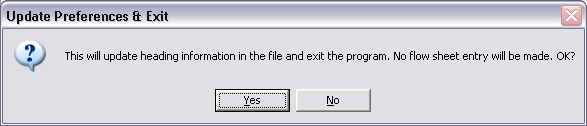 Update Preferences & Exit
This will update heading information in the file and exit the program. No flow sheet entry will be made. OK?
Yes
No